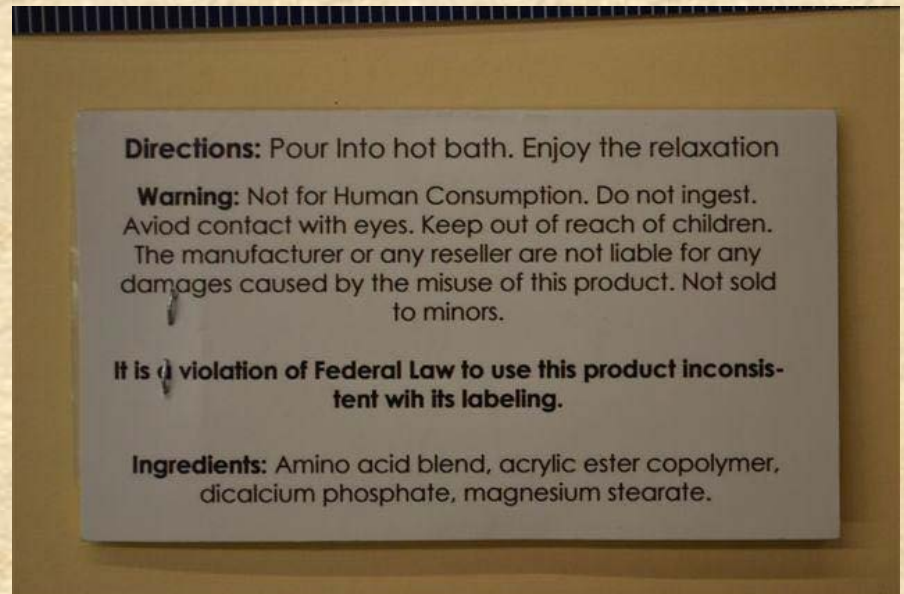 Directions: Pour Into hot bath. Enjoy the relaxation
Warning: Not for Human Consumption. Do not ingest.
Aviod contact with eyes. Keep out of reach of children.
The manufacturer or any reseller are not liable for any
damages caused by the misuse of this product. Not sold
to minors.
It is a violation of Federal Law to use this product inconsis-
tent wih its labeling.
Ingredients: Amino acid blend, acrylic ester copolymer,
dicalcium phosphate, magnesium stearate.